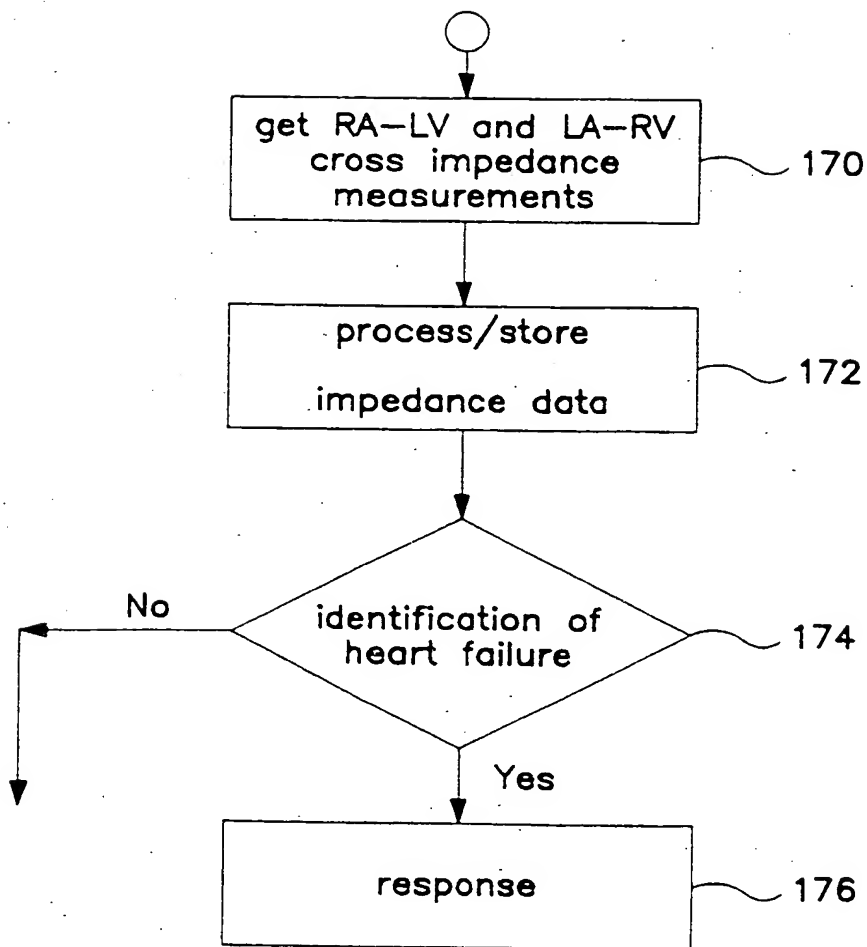 get RA-LV and LA-RV
cross impedance
measurements
170
process/store
impedance data
172
No
identification of
heart failure
174
Yes
response
176